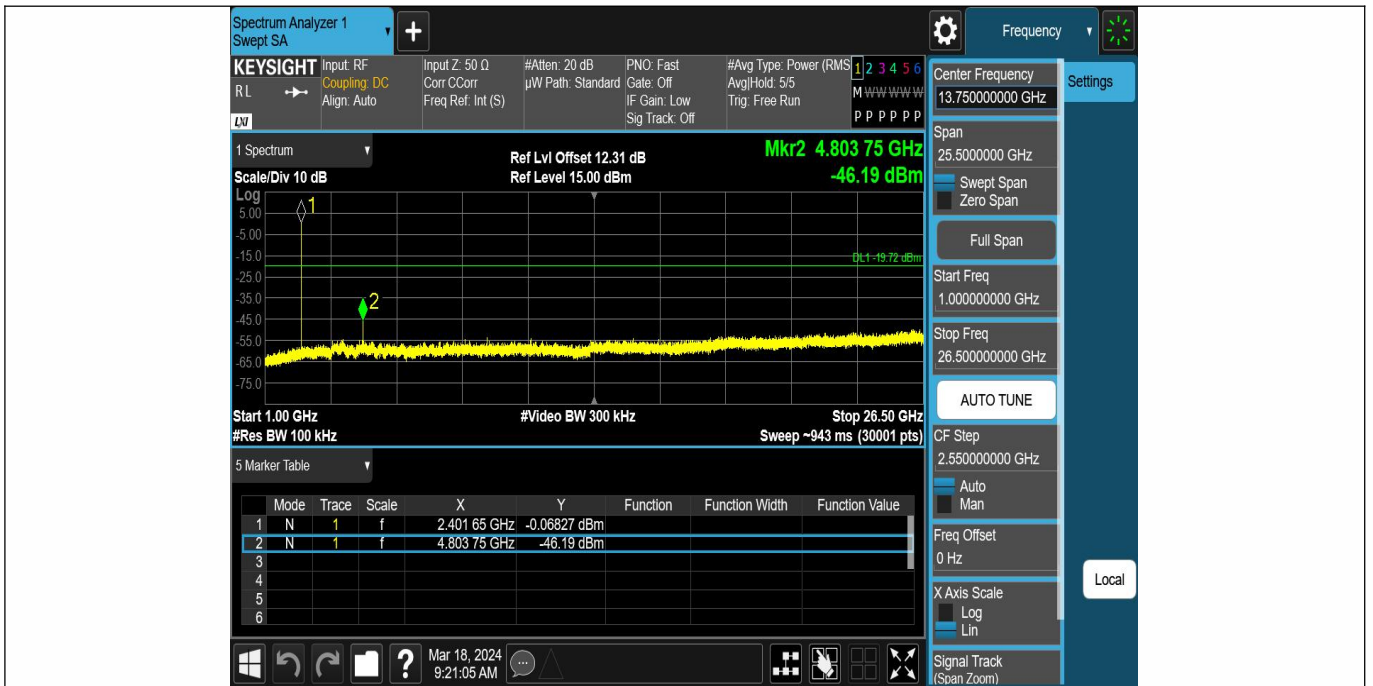 Spectrum Analyzer 1
Swept SA
+
Frequency
KEYSIGHT Input: RF Input Z: 50 Ω #Atten: 20 dB PNO: Fast #Avg Type: Power (RMS 1 2 3 4 5 6
RL Coupling: DC Corr CCorr µW Path: Standard Gate: Off Avg|Hold: 5/5 M W W W W W
Align: Auto Freq Ref: Int (S) IF Gain: Low Trig: Free Run
LXI Sig Track: Off P P P P P P
1 Spectrum
Ref Lvl Offset 12.31 dB Mkr2 4.803 75 GHz
Scale/Div 10 dB Ref Level 15.00 dBm -46.19 dBm
Log
1
5.00
-5.00
-15.0
DL1 -19.72 dBm
-25.0
-35.0
2
-45.0
-55.0
-65.0
-75.0
Start 1.00 GHz #Video BW 300 kHz Stop 26.50 GHz
#Res BW 100 kHz Sweep ~943 ms (30001 pts)
5 Marker Table
Mode Trace Scale X Y Function Function Width Function Value
1 N 1 f 2.401 65 GHz -0.06827 dBm
2 N 1 f 4.803 75 GHz -46.19 dBm
3
4
5
6
Center Frequency
13.750000000 GHz
Settings
Span
25.5000000 GHz
Swept Span
Zero Span
Full Span
Start Freq
1.000000000 GHz
Stop Freq
26.500000000 GHz
AUTO TUNE
CF Step
2.550000000 GHz
Auto
Man
Freq Offset
0 Hz
Local
X Axis Scale
Log
Lin
Signal Track
(Span Zoom)
?
Mar 18, 2024
9:21:05 AM